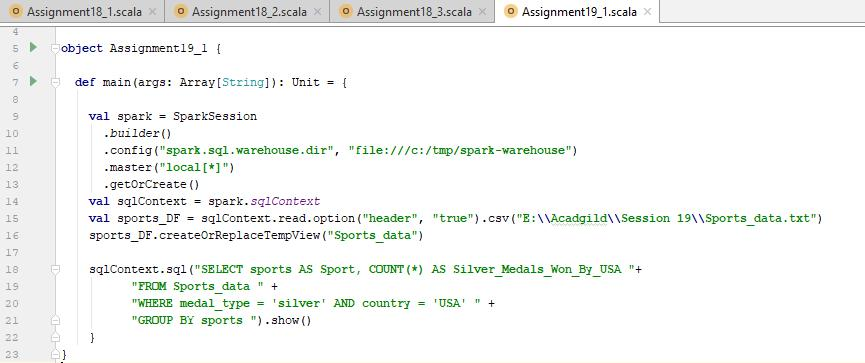 Assignment18_1.scala × Assignment18_2.scala × Assignment18_3.scala × Assignment19_1.scala ×
4
5 object Assignment19_1 {
6
7 def main(args: Array[String]): Unit = {
8
9 val spark = SparkSession
10 .builder()
11 .config("spark.sql.warehouse.dir", "file:///c:/tmp/spark-warehouse")
12 .master("local[*]")
13 .getOrCreate()
14 val sqlContext = spark.sqlContext
15 val sports_DF = sqlContext.read.option("header", "true").csv("E:\\Acadgild\\Session 19\\Sports_data.txt")
16 sports_DF.createOrReplaceTempView("Sports_data")
17
18 sqlContext.sql("SELECT sports AS Sport, COUNT(*) AS Silver_Medals_Won_By_USA "+
19 "FROM Sports_data " +
20 "WHERE medal_type = 'silver' AND country = 'USA' " +
21 "GROUP BY sports ").show()
22 }
23 }